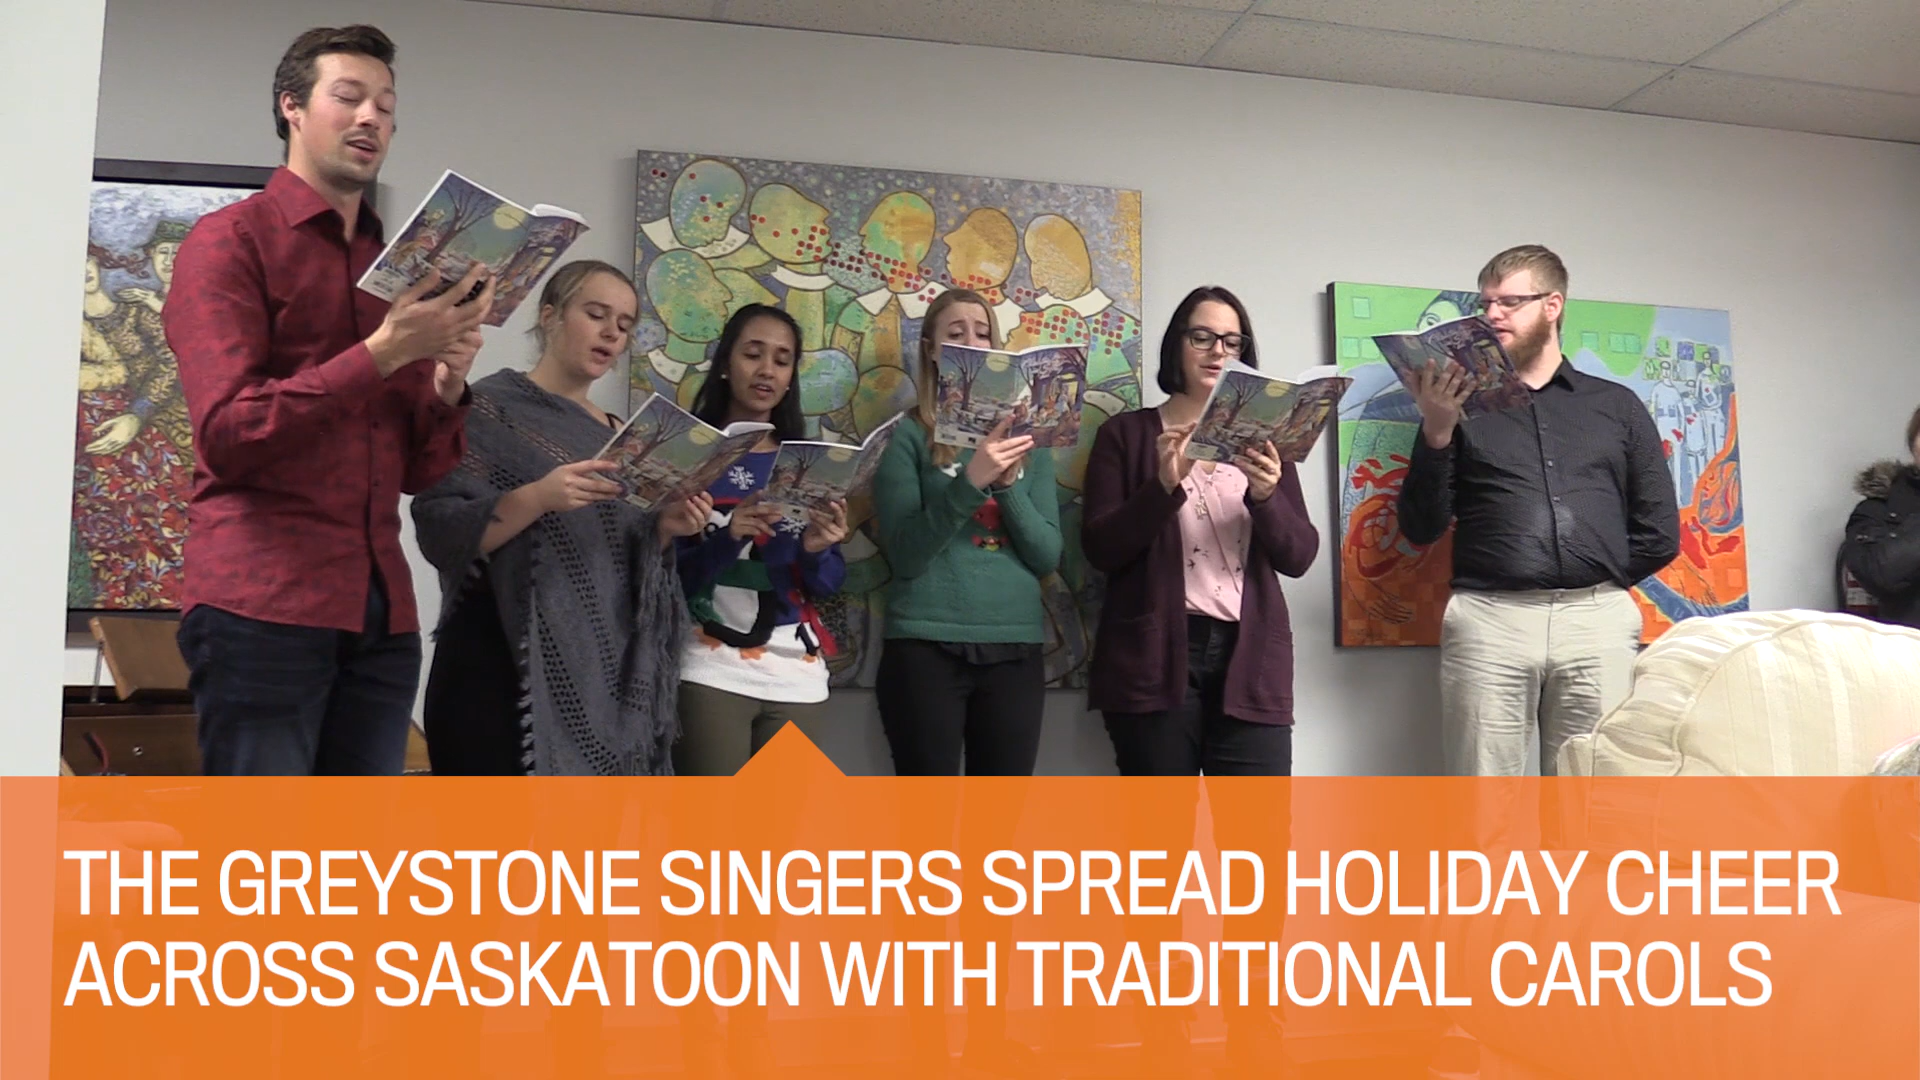 THE GREYSTONE SINGERS SPREAD HOLIDAY CHEER
ACROSS SASKATOON WITH TRADITIONAL CAROLS